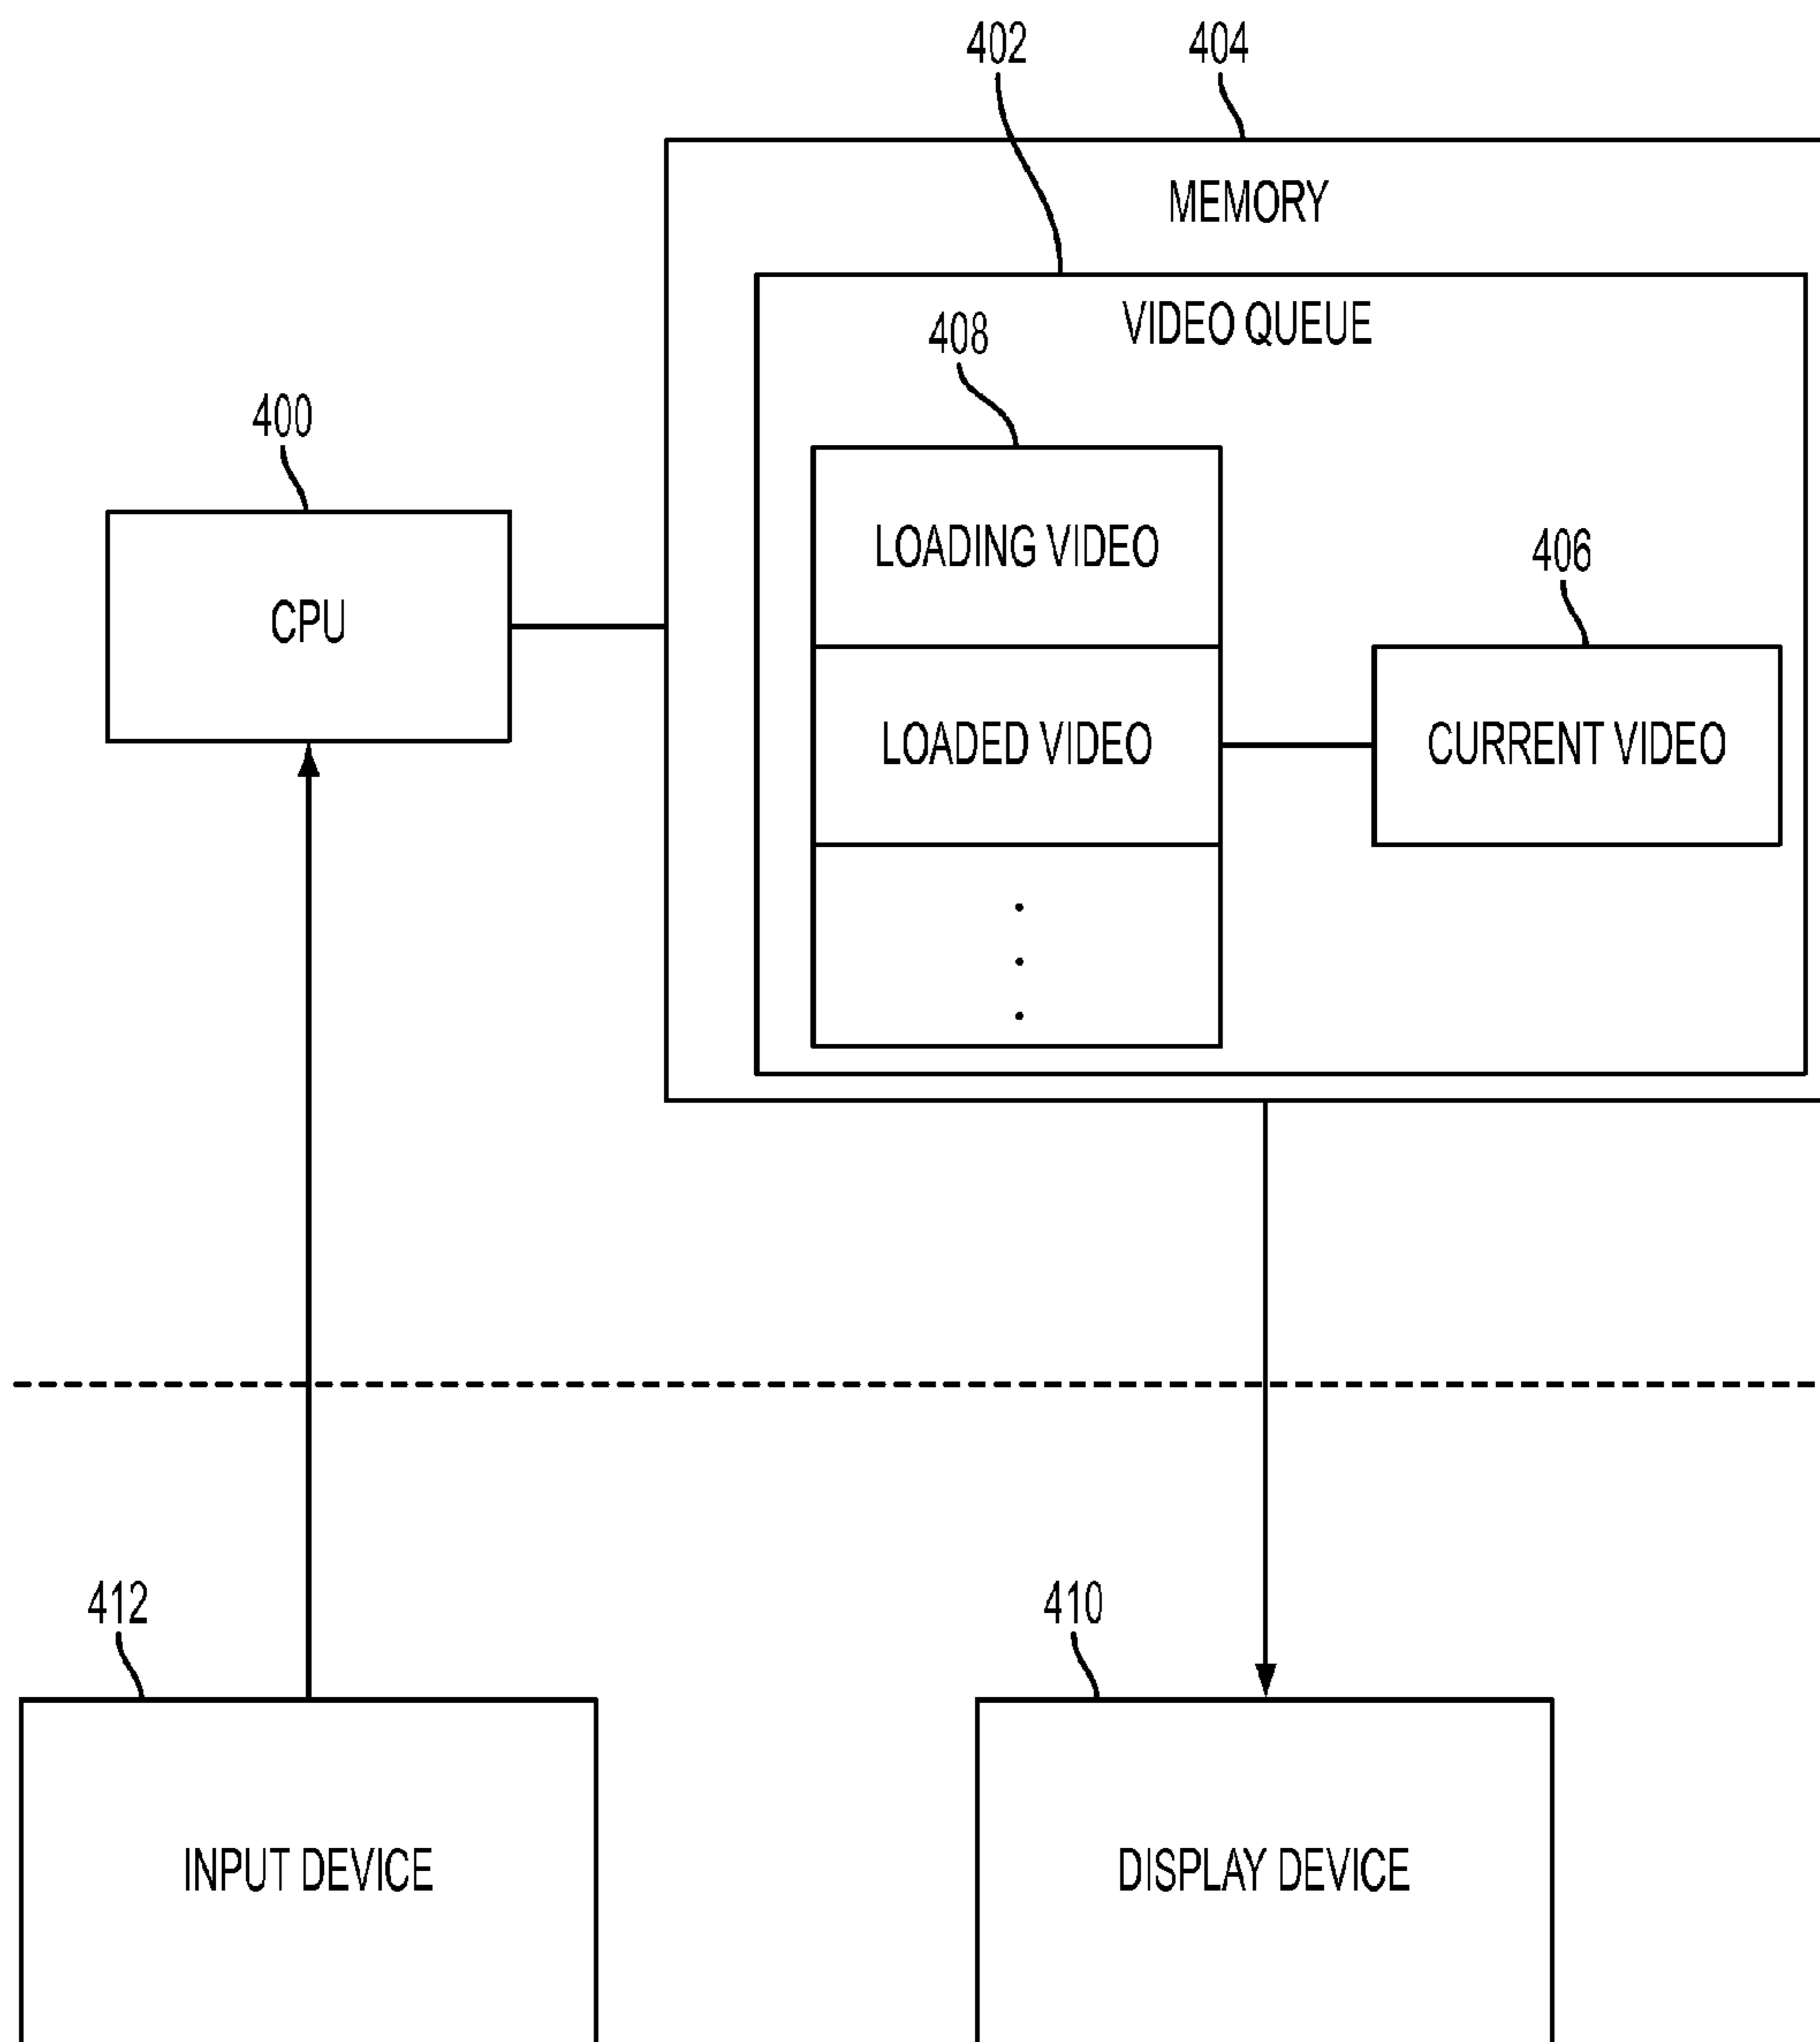 402
404
MEMORY
VIDEO QUEUE
408
400
LOADING VIDEO
406
CPU
LOADED VIDEO
CURRENT VIDEO
412
410
INPUT DEVICE
DISPLAY DEVICE